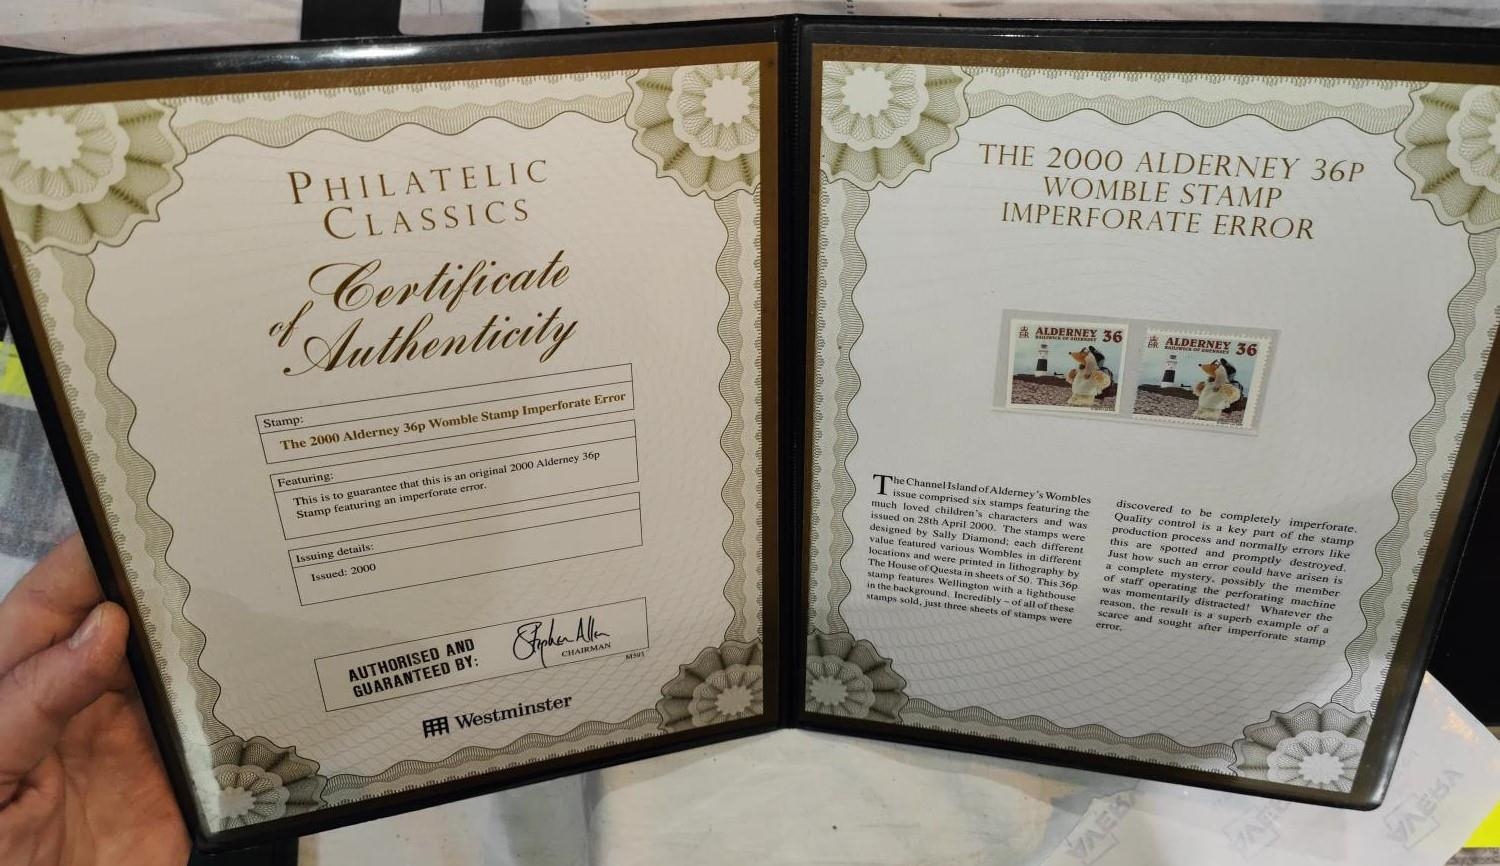 PHILATELIC
CLASSICS
Certificate
of
Authenticity
Stamp:
The 2000 Alderney 36p Womble Stamp Imperforate Error
Featuring:
This is to guarantee that this is an original 2000 Alderney 36p
Stamp featuring an imperforate error.
Issuing details:
Issued: 2000
AUTHORISED AND
GUARANTEED BY:
Stephen Allen
CHAIRMAN
Westminster
THE 2000 ALDERNEY 36P
WOMBLE STAMP
IMPERFORATE ERROR
ALDERNEY 36
BAILIWICK OF GUERNSEY
ALDERNEY 36
BAILIWICK OF GUERNSEY
The Channel Island of Alderney's Wombles
issue comprised six stamps featuring the
much loved children's characters and was
issued on 28th April 2000. The stamps were
designed by Sally Diamond; each different
value featured various Wombles in different
locations and were printed in lithography by
The House of Questa in sheets of 50. This 36p
stamp features Wellington with a lighthouse
in the background. Incredibly – of all of these
stamps sold, just three sheets of stamps were
discovered to be completely imperforate.
Quality control is a key part of the stamp
production process and normally errors like
this are spotted and promptly destroyed.
Just how such an error could have arisen is
a complete mystery, possibly the member
of staff operating the perforating machine
was momentarily distracted! Whatever the
reason, the result is a superb example of a
scarce and sought after imperforate stamp
error.